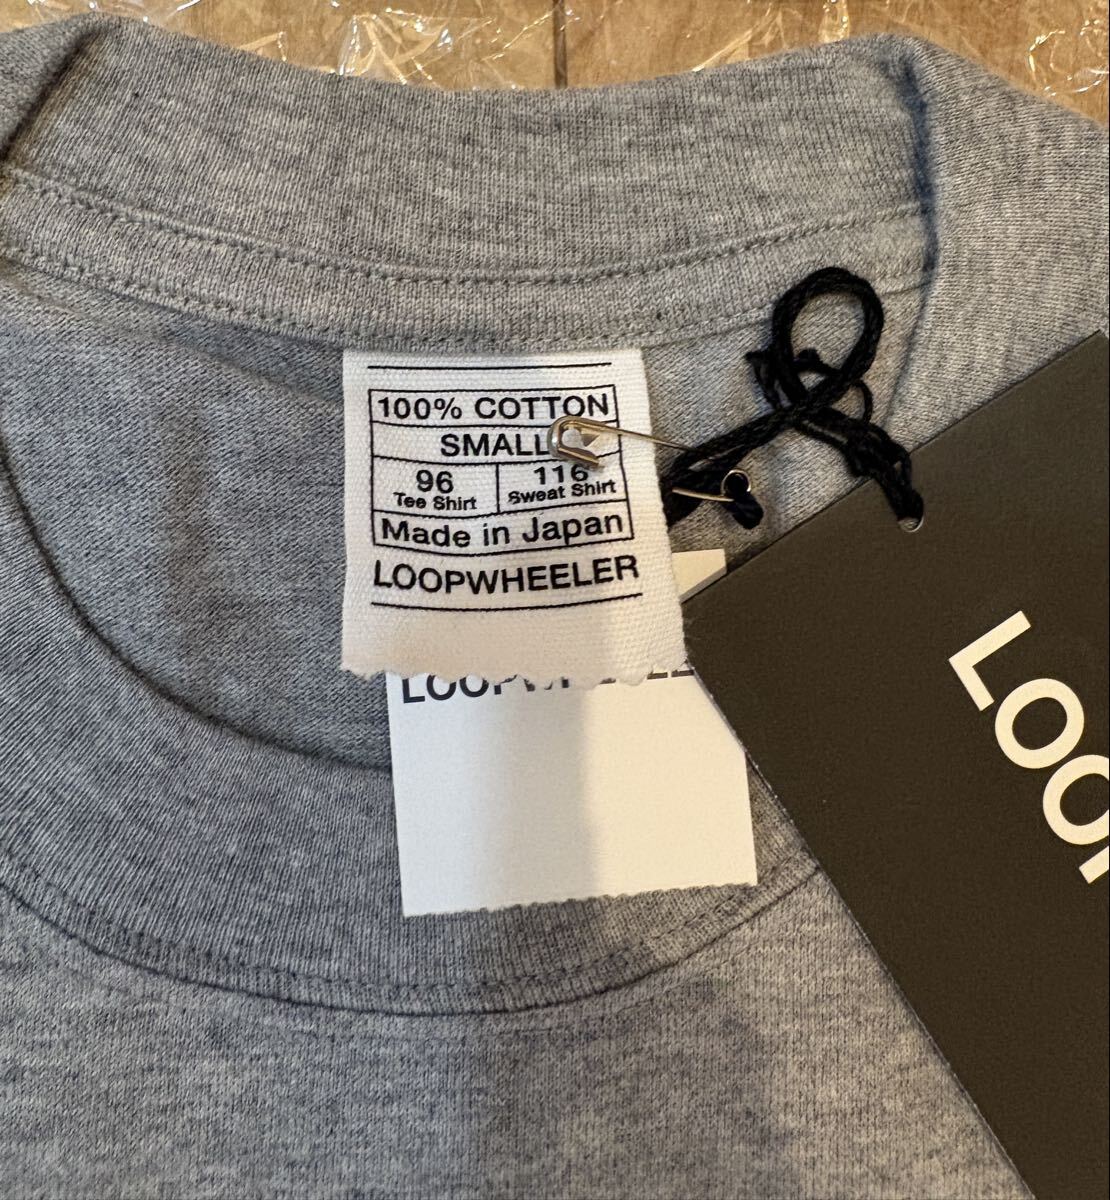 100% COTTON
SMALL
96 116
Tee Shirt Sweat Shirt
Made in Japan
LOOPWHEELER